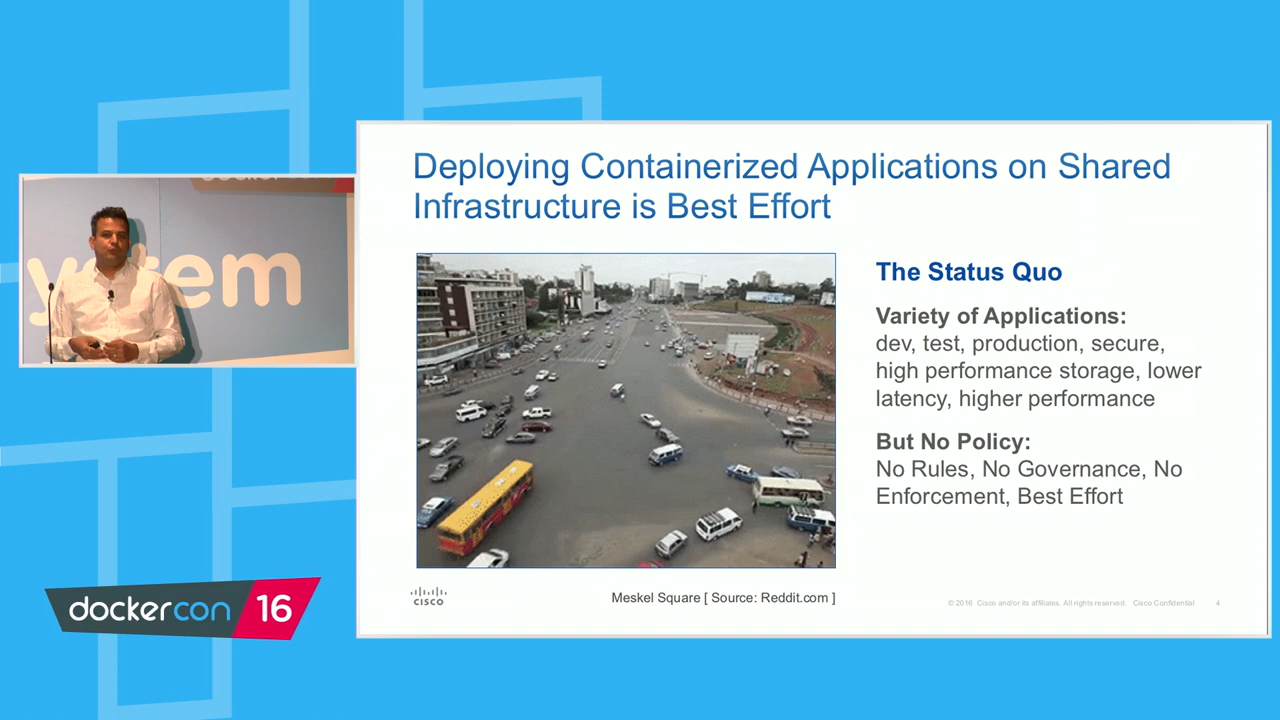 Deploying Containerized Applications on Shared
Infrastructure is Best Effort
The Status Quo
Variety of Applications:
dev, test, production, secure,
high performance storage, lower
latency, higher performance
But No Policy:
No Rules, No Governance, No
Enforcement, Best Effort
CISCO
Meskel Square [ Source: Reddit.com ]
© 2016 Cisco and/or its affiliates. All rights reserved. Cisco Confidential
4
dockercon 16